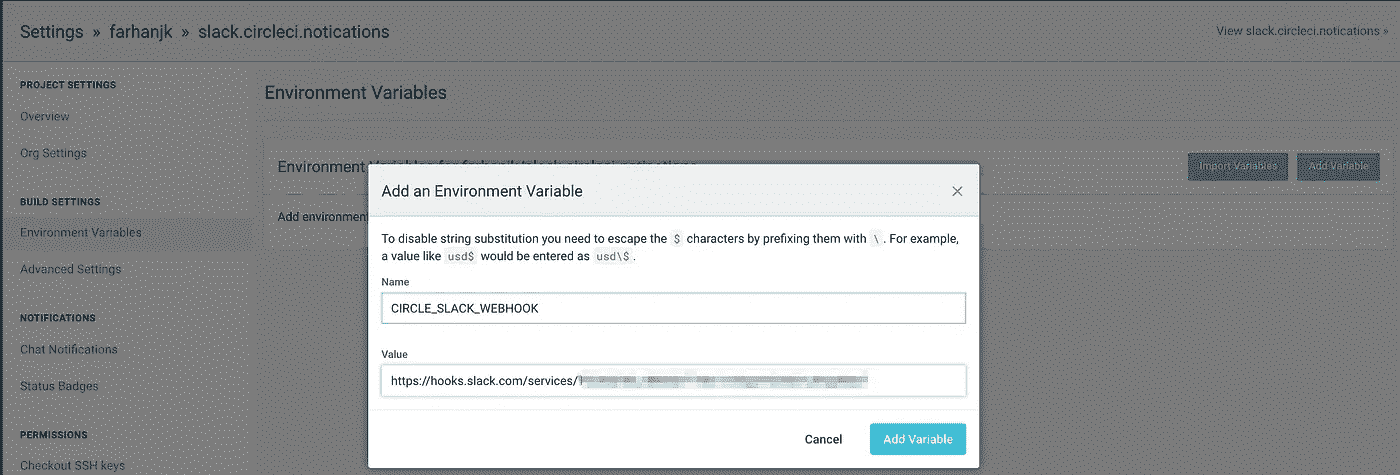 Settings » farhanjk » slack.circleci.notications
View slack.circleci.notications »
PROJECT SETTINGS
Overview
Org Settings
BUILD SETTINGS
Environment Variables
Advanced Settings
NOTIFICATIONS
Chat Notifications
Status Badges
PERMISSIONS
Checkout SSH keys
Environment Variables
Environment Variables for farhanjk/slack.circleci.notications
Import Variables
Add Variable
Add environment
Add an Environment Variable
×
To disable string substitution you need to escape the $ characters by prefixing them with \. For example,
a value like usd$ would be entered as usd\$.
Name
CIRCLE_SLACK_WEBHOOK
Value
https://hooks.slack.com/services/
Cancel
Add Variable